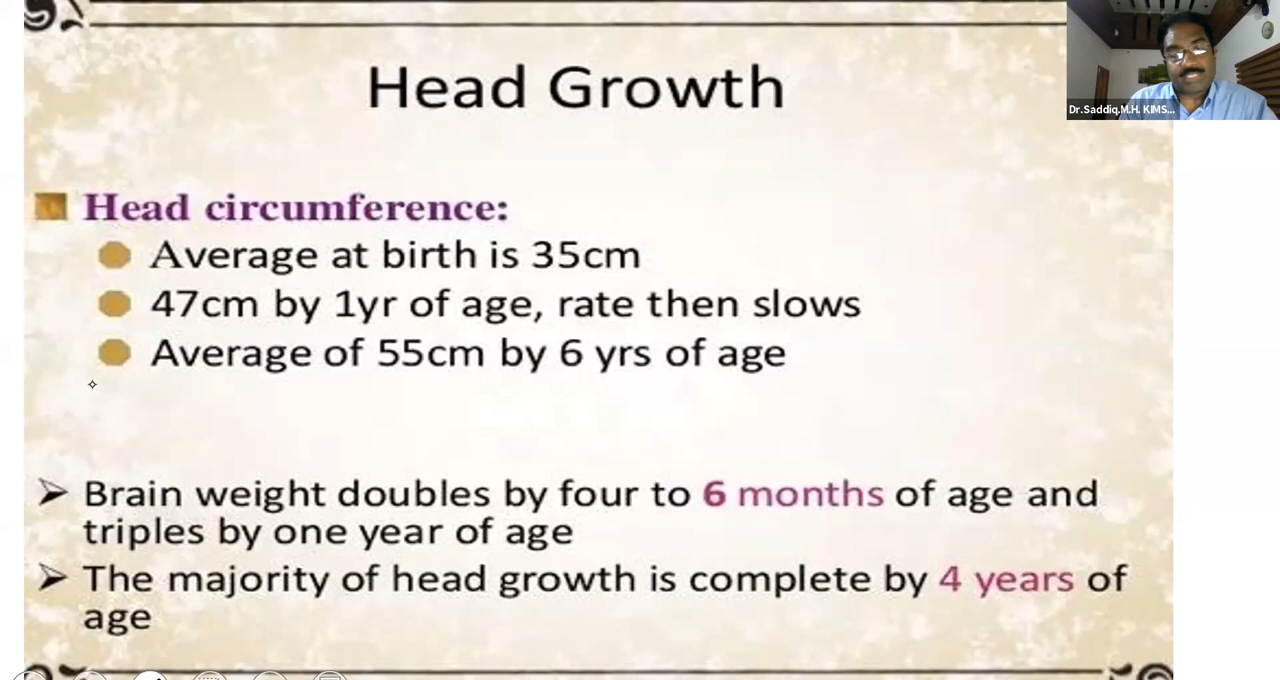 Head Growth
Dr.Saddiq.M.H. KIMS...
Head circumference:
Average at birth is 35cm
47cm by 1yr of age, rate then slows
Average of 55cm by 6 yrs of age
Brain weight doubles by four to 6 months of age and
triples by one year of age
The majority of head growth is complete by 4 years of
age